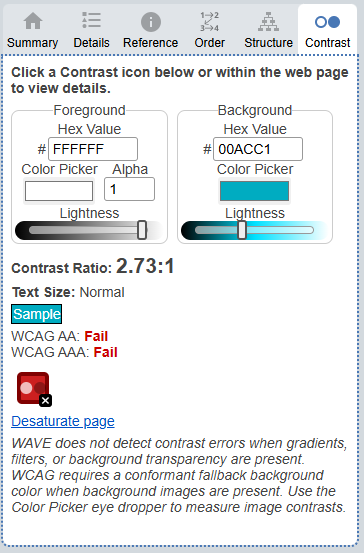 Summary Details Reference Order Structure Contrast
Click a Contrast icon below or within the web page
to view details.
Foreground
Hex Value
# FFFFFF
Color Picker Alpha
1
Lightness
Background
Hex Value
# 00ACC1
Color Picker
Lightness
Contrast Ratio: 2.73:1
Text Size: Normal
Sample
WCAG AA: Fail
WCAG AAA: Fail
Desaturate page
WAVE does not detect contrast errors when gradients,
filters, or background transparency are present.
WCAG requires a conformant fallback background
color when background images are present. Use the
Color Picker eye dropper to measure image contrasts.